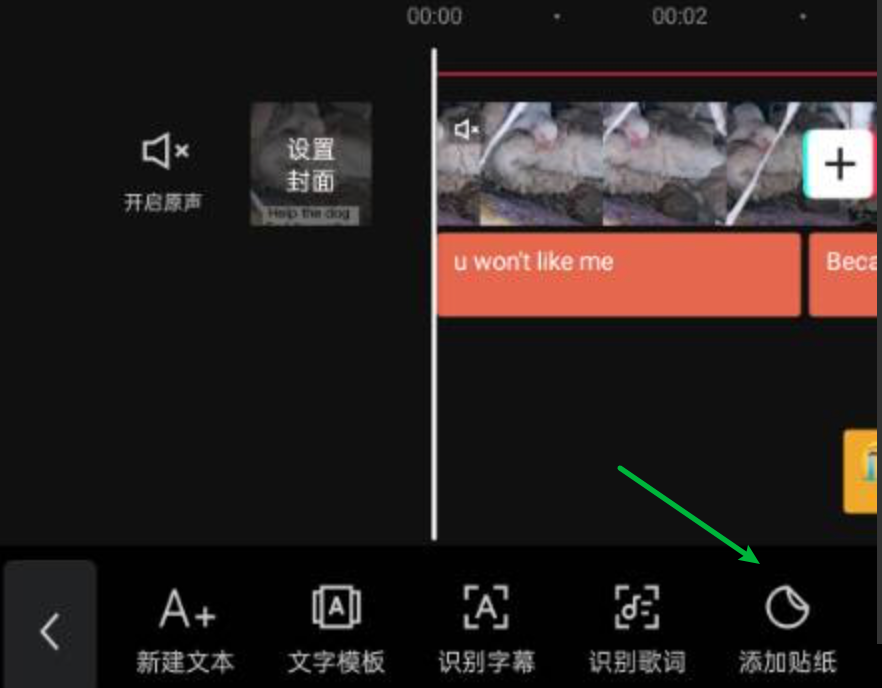 00:00
00:02
开启原声
设置
封面
Help the dog
u won't like me
Beca
A+
新建文本
A
文字模板
A
识别字幕
识别歌词
添加贴纸